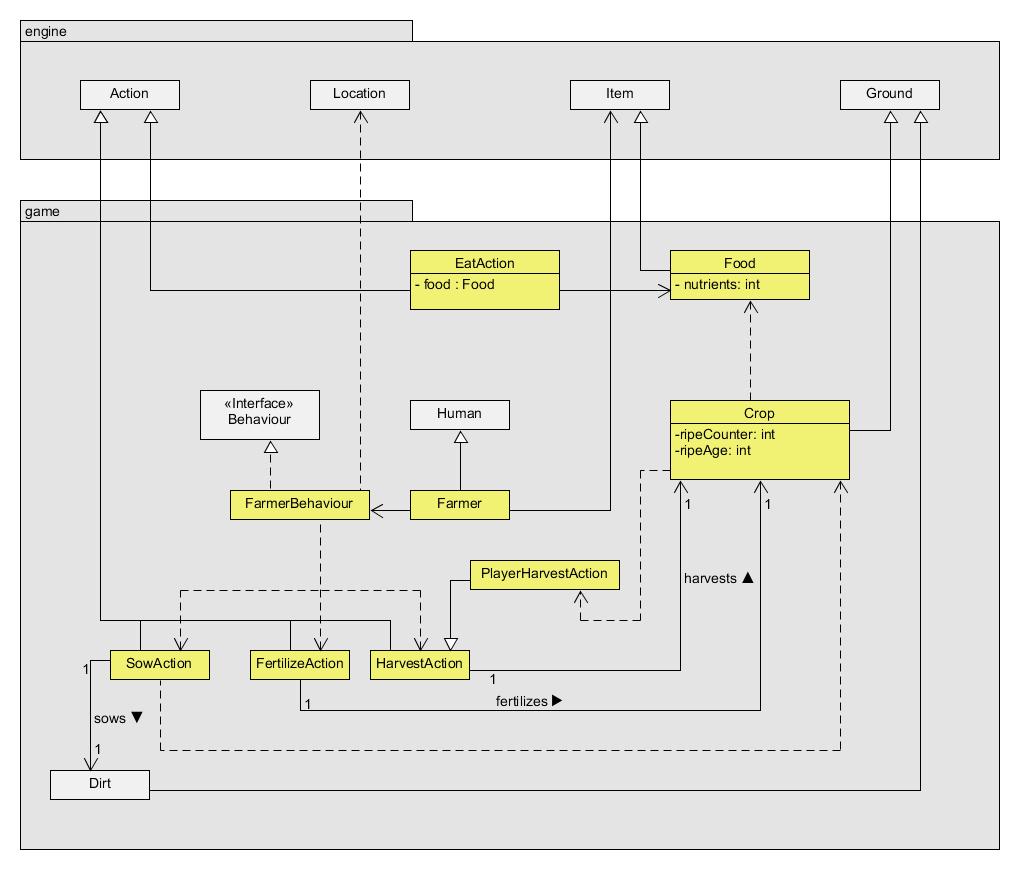 engine
Action
Location
Item
Ground
game
EatAction
- food : Food
Food
- nutrients: int
«Interface»
Behaviour
Human
Crop
-ripeCounter: int
-ripeAge: int
FarmerBehaviour
Farmer
1
1
PlayerHarvestAction
harvests ▲
SowAction
FertilizeAction
HarvestAction
1
1
1
fertilizes ▶
sows ▼
1
Dirt